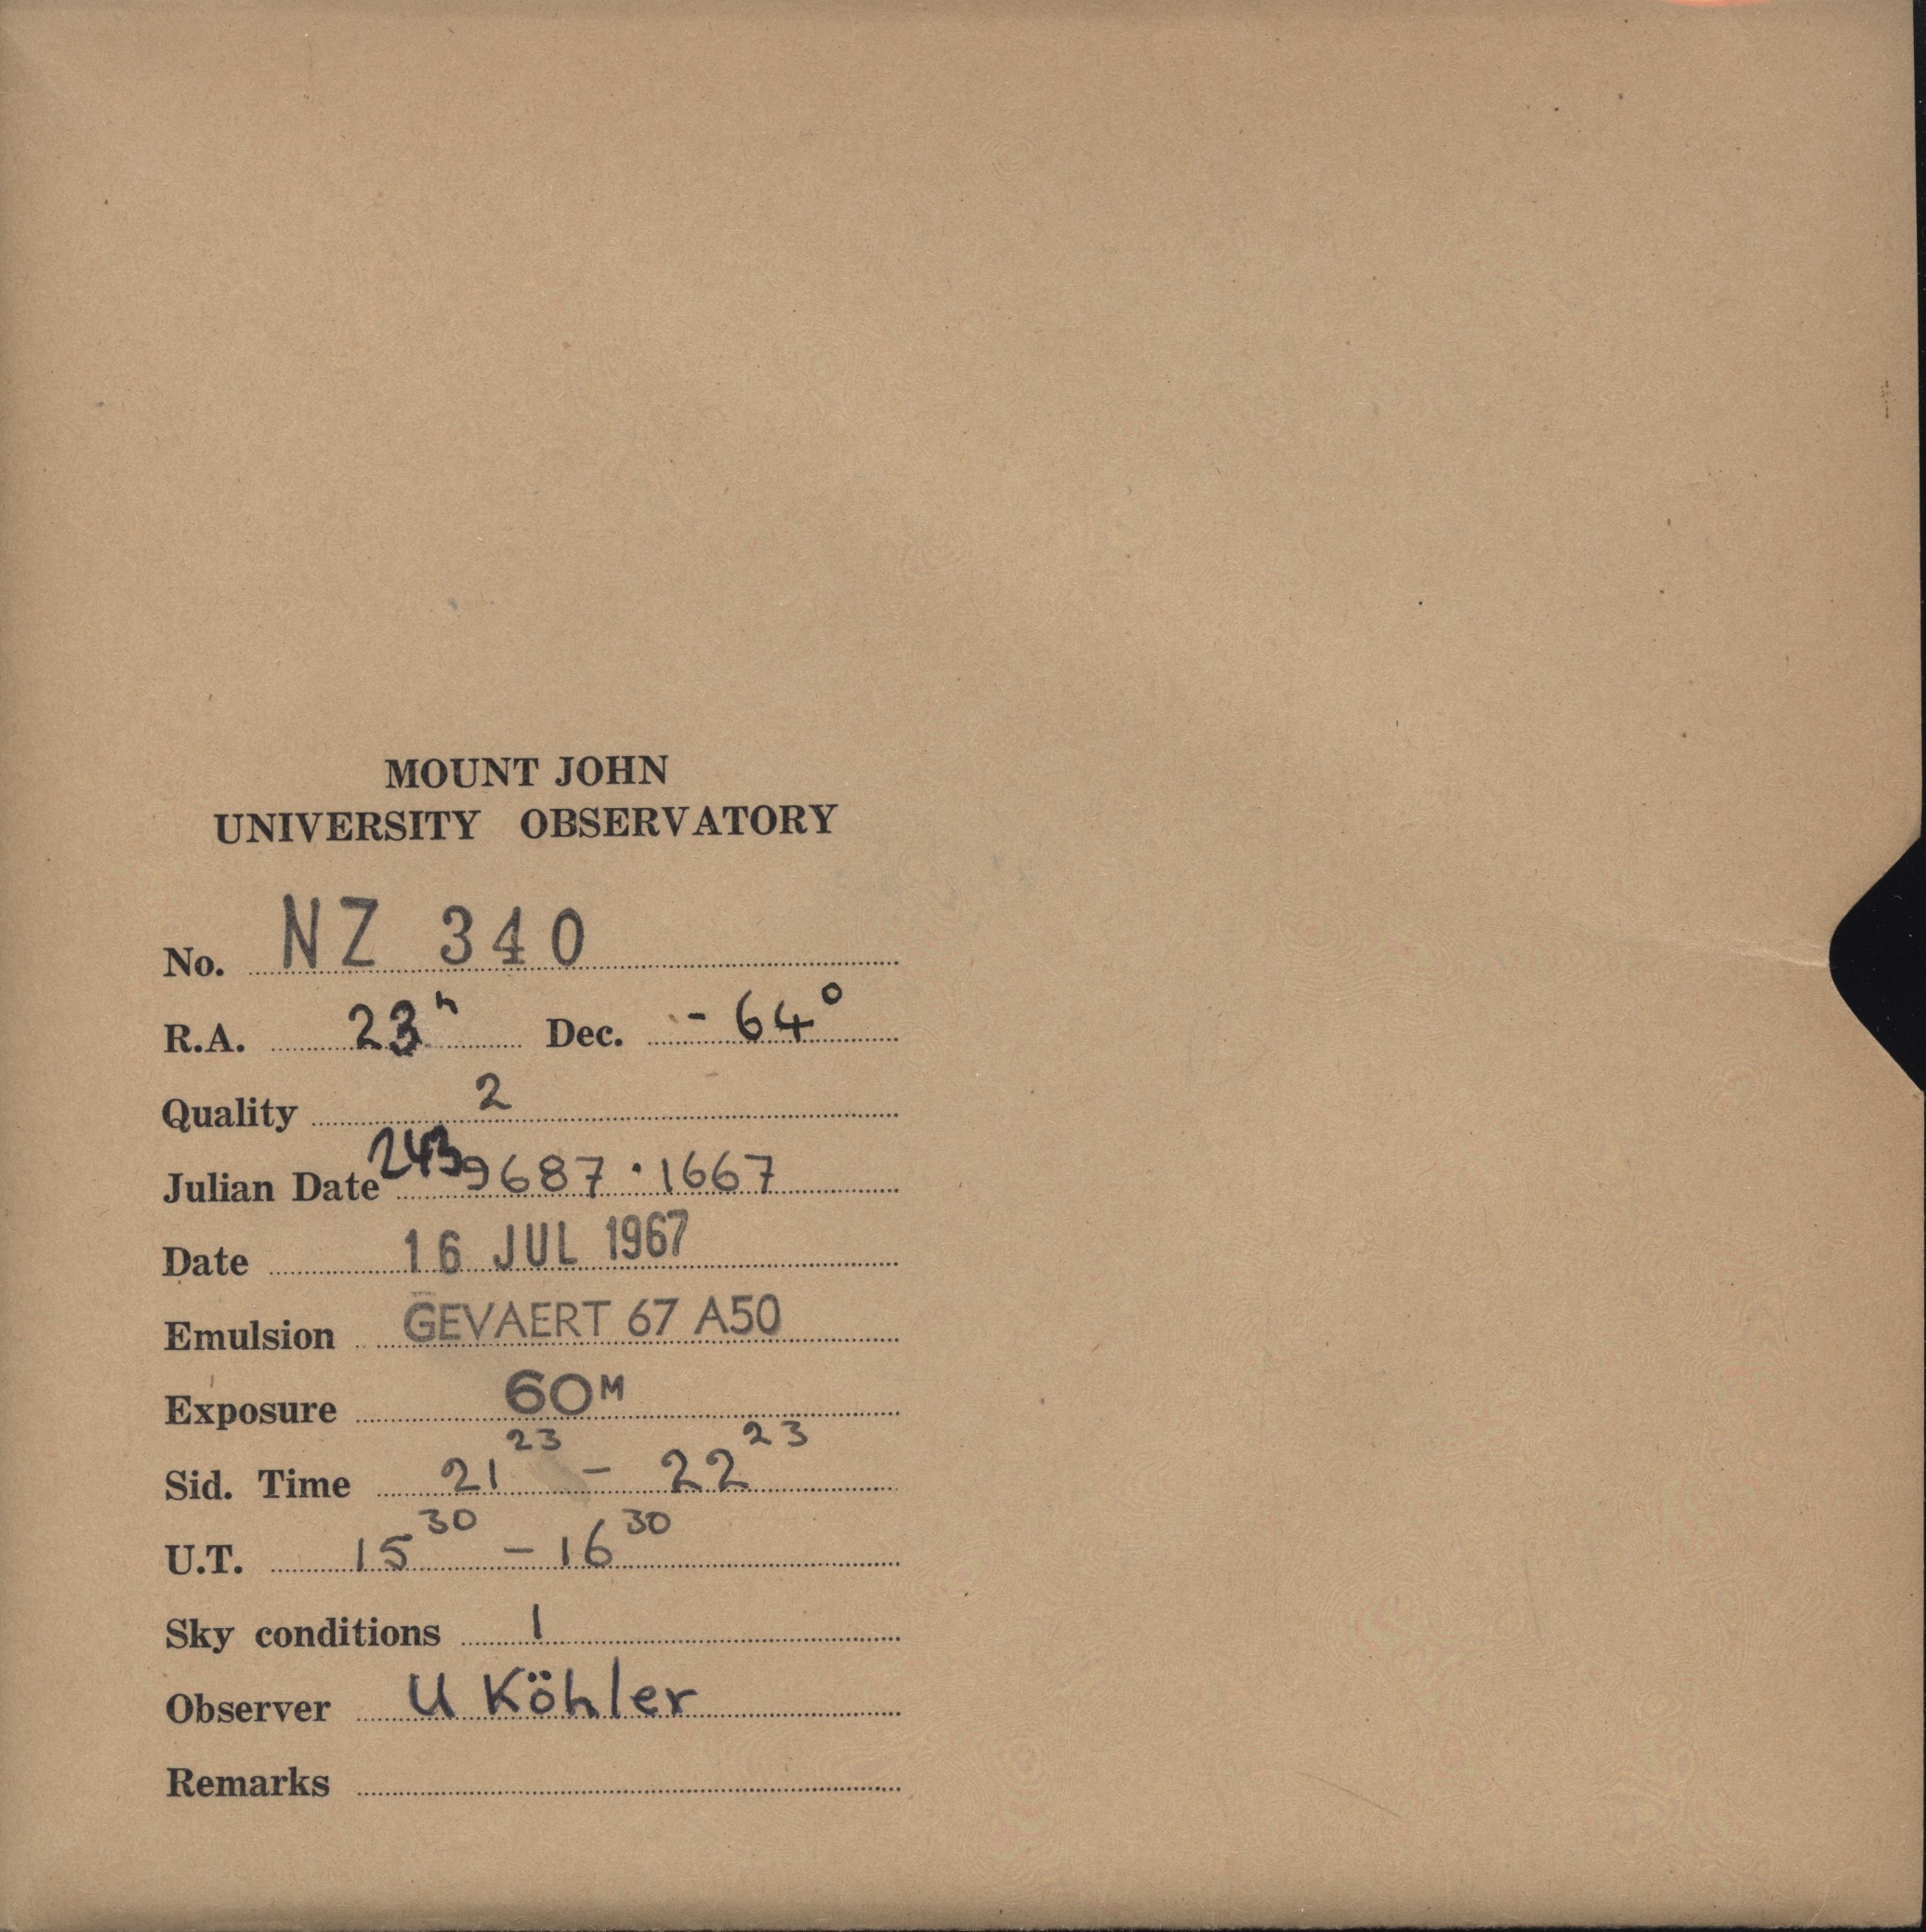 MOUNT JOHN
UNIVERSITY OBSERVATORY
No. NZ 340
R.A. 23h Dec. -64°
Quality 2
Julian Date 2439687.1667
Date 16 JUL 1967
Emulsion GEVAERT 67 A50
Exposure 60M
Sid. Time 21 23 - 22 23
U.T. 15 30 - 16 30
Sky conditions 1
Observer U Köhler
Remarks